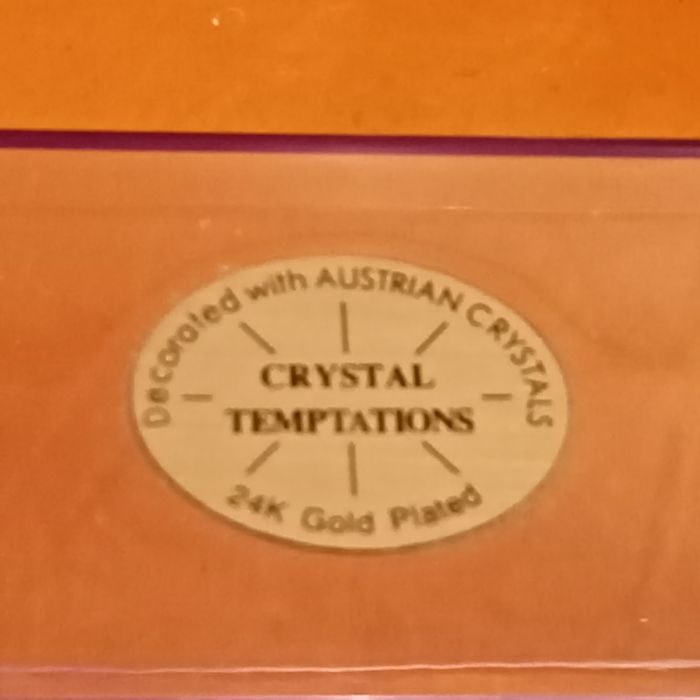 Decorated with AUSTRIAN CRYSTALS
CRYSTAL
TEMPTATIONS
24K Gold Plated